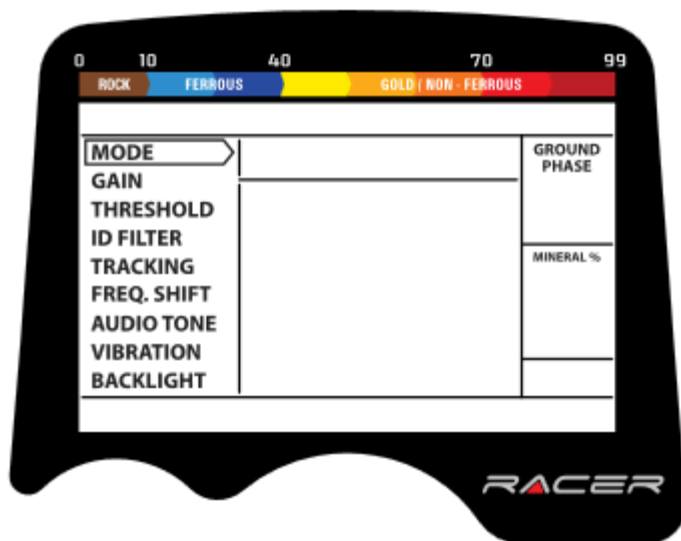 0 10 40 70 99
ROCK FERROUS GOLD ( NON - FERROUS
MODE
GAIN
THRESHOLD
ID FILTER
TRACKING
FREQ. SHIFT
AUDIO TONE
VIBRATION
BACKLIGHT
GROUND
PHASE
MINERAL %
RACER